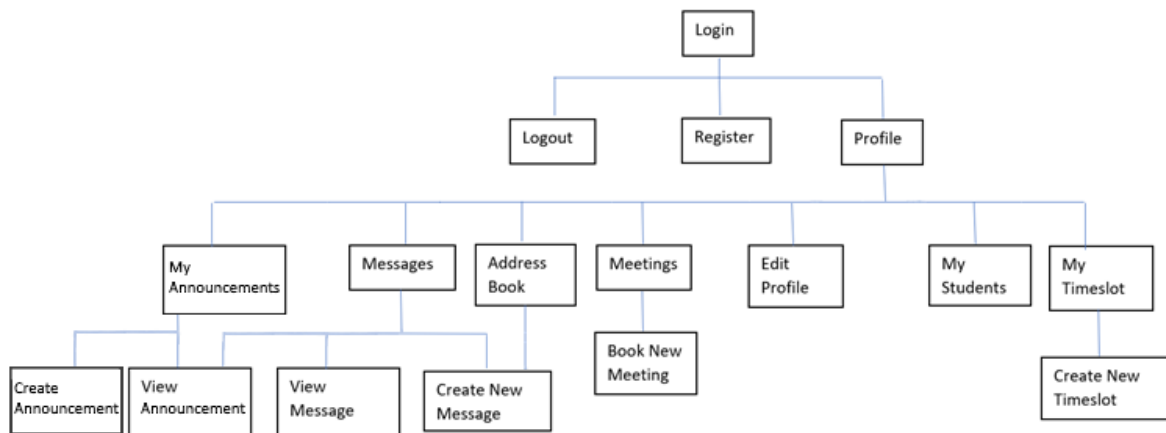 Login
Logout
Register
Profile
My
Announcements
Messages
Address
Book
Meetings
Edit
Profile
My
Students
My
Timeslot
Create
Announcement
View
Announcement
View
Message
Create New
Message
Book New
Meeting
Create New
Timeslot